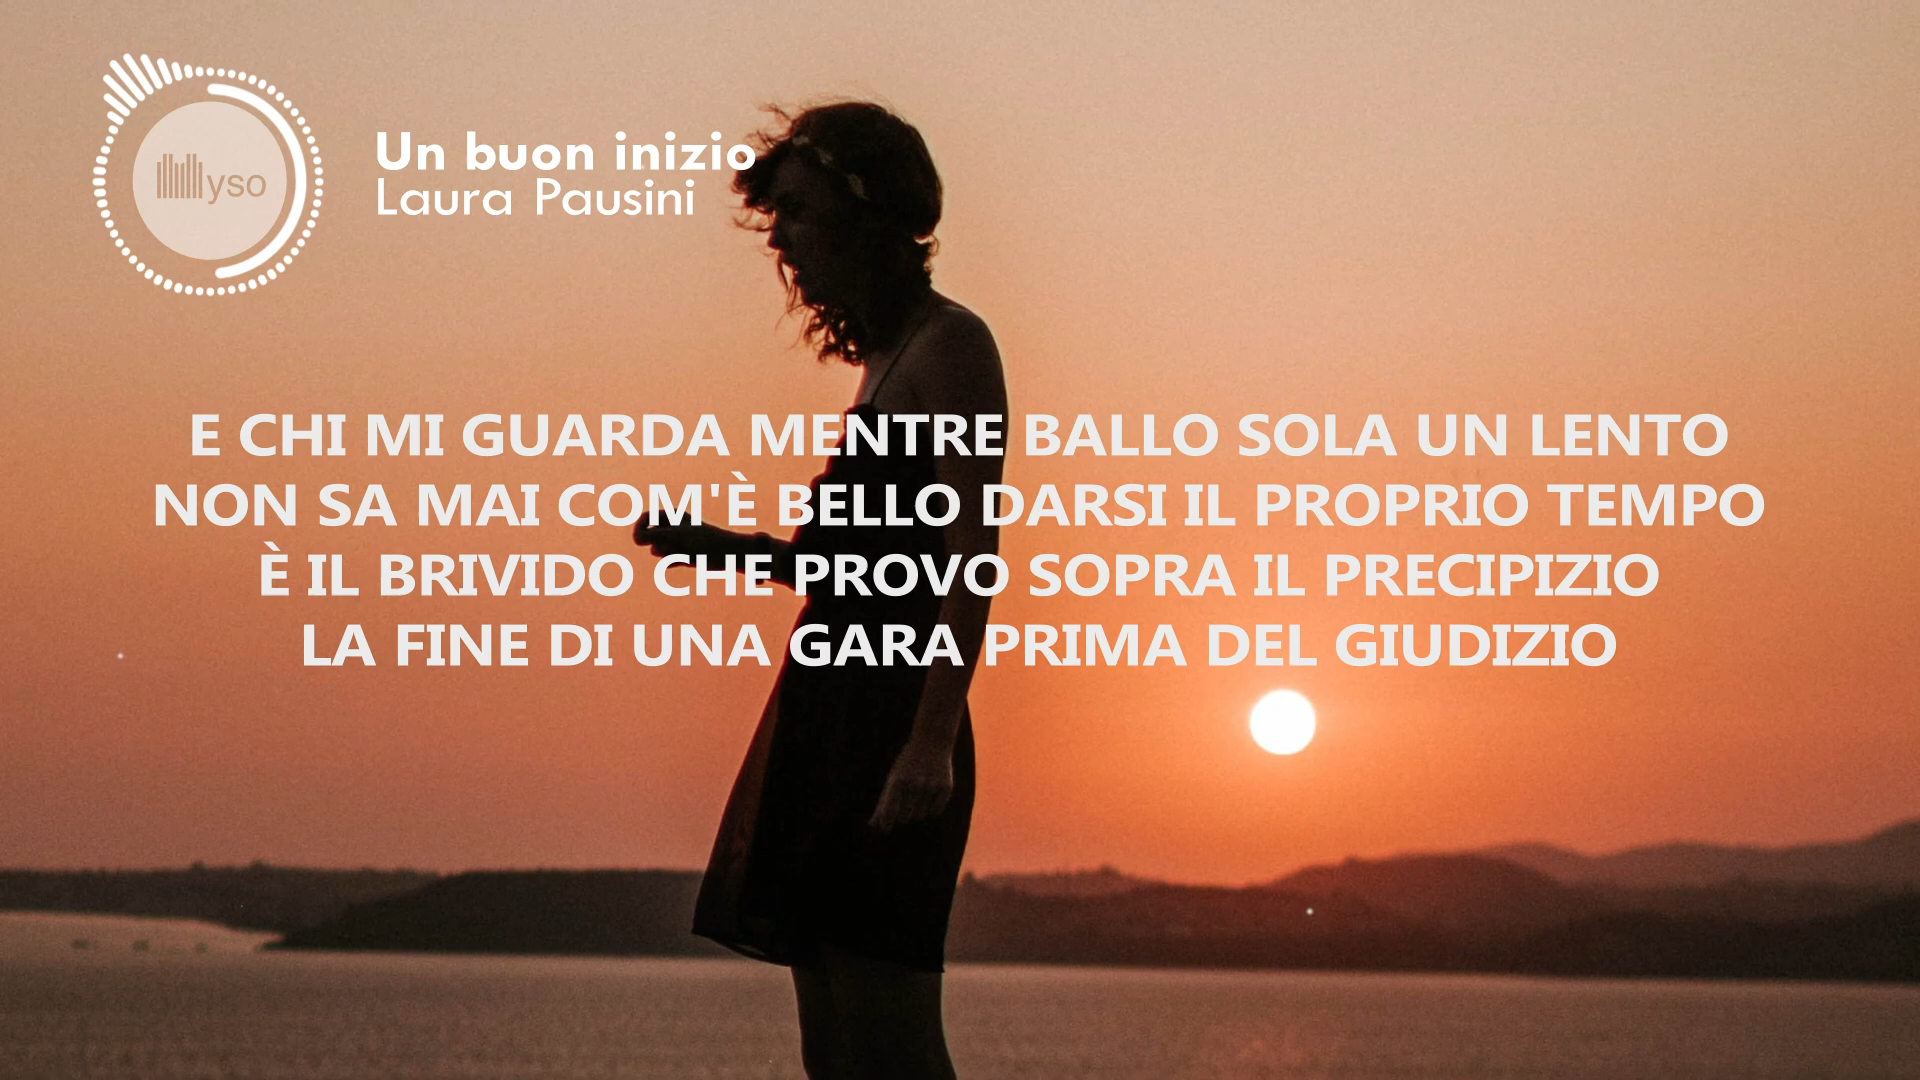 yso
Un buon inizio
Laura Pausini
E CHI MI GUARDA MENTRE BALLO SOLA UN LENTO
NON SA MAI COM'È BELLO DARSI IL PROPRIO TEMPO
È IL BRIVIDO CHE PROVO SOPRA IL PRECIPIZIO
LA FINE DI UNA GARA PRIMA DEL GIUDIZIO